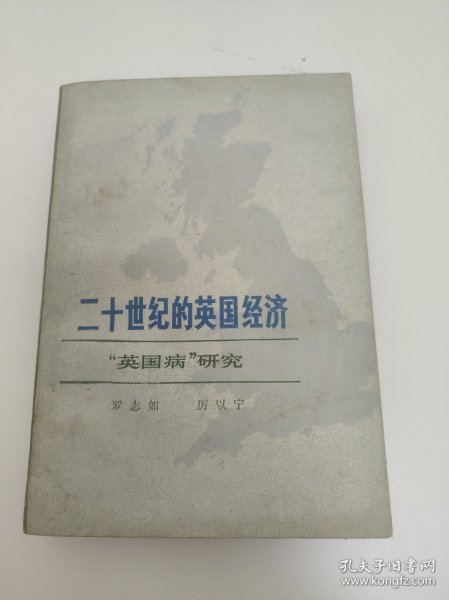 二十世纪的英国经济
“英国病”研究
罗志如 厉以宁
孔夫子旧书网
www.kongfz.com